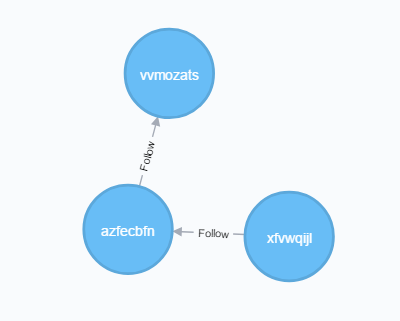 vvmozats
Follow
azfecbfn
Follow
xfvwqijl